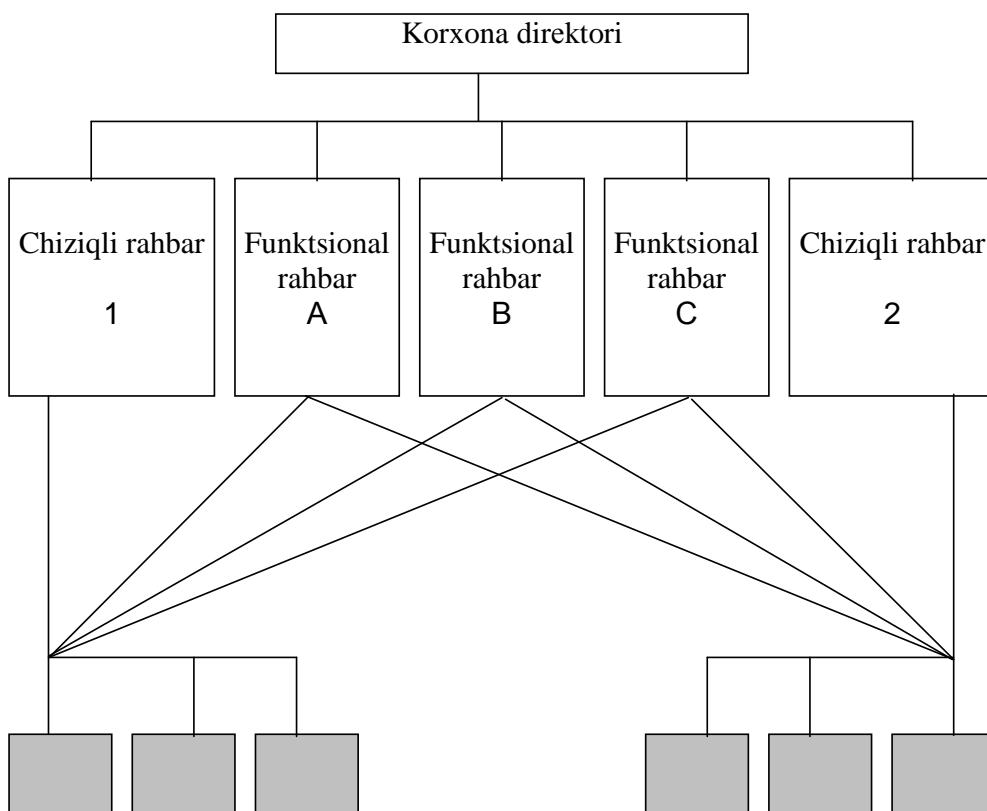 Korxona direktori
Chiziqli rahbar
1
Funktsional
rahbar
A
Funktsional
rahbar
B
Funktsional
rahbar
C
Chiziqli rahbar
2